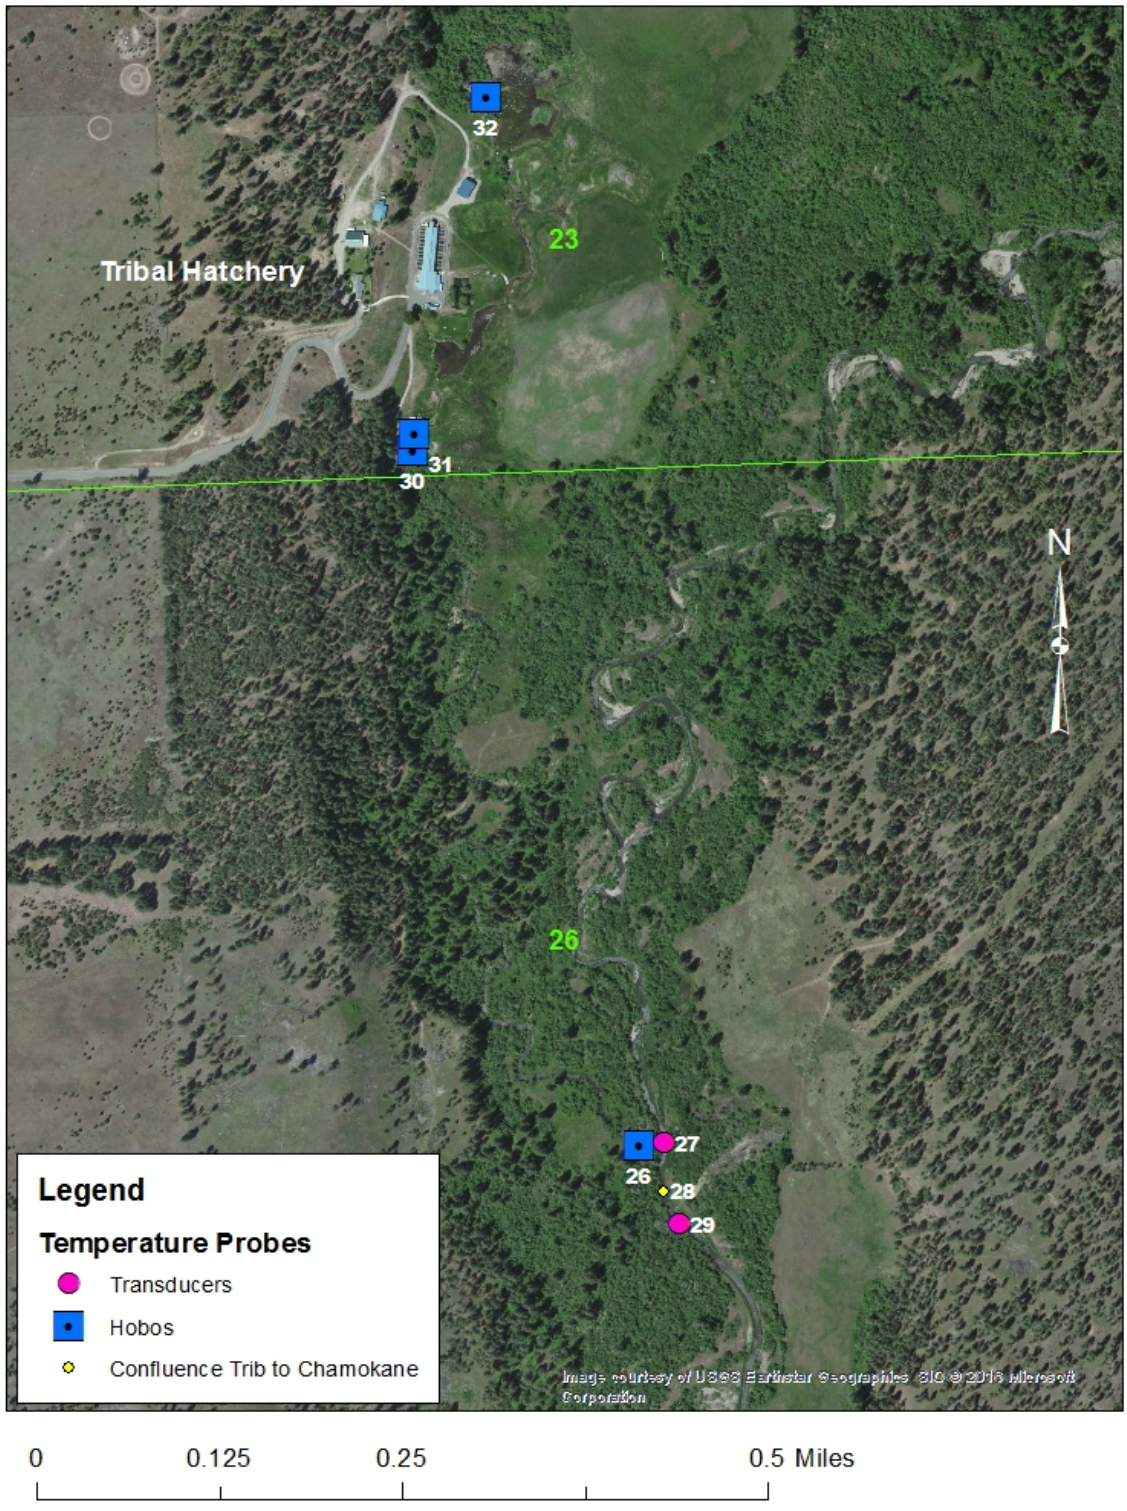 32
23
Tribal Hatchery
31
30
N
26
27
26
28
29
Legend
Temperature Probes
Transducers
Hobos
Confluence Trib to Chamokane
Image courtesy of USGS Earthstar Geographics SIO © 2016 Microsoft
Corporation
0 0.125 0.25 0.5 Miles